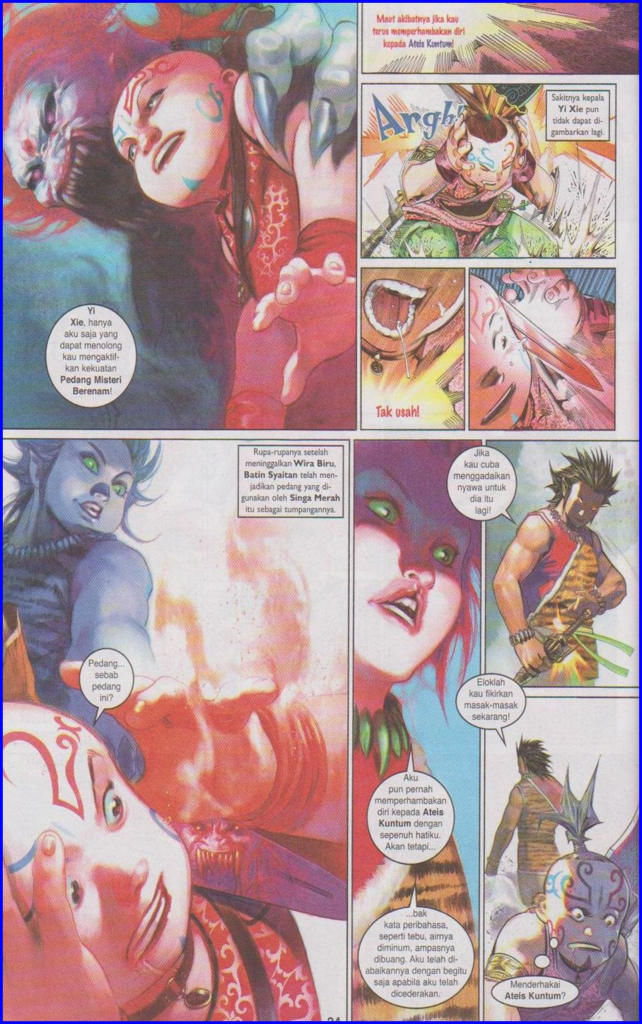 Maut akibatnya jika kau
terus memperhambakan diri
kepada Ateis Kuntum!
Argh!
Sakitnya kepala
Yi Xie pun
tidak dapat di-
gambarkan lagi.
Yi
Xie, hanya
aku saja yang
dapat menolong
kau mengaktif-
kan kekuatan
Pedang Misteri
Berenam!
Tak usah!
Rupa-rupanya setelah
meninggalkan Wira Biru,
Batin Syaitan telah men-
jadikan pedang yang di-
gunakan oleh Singa Merah
itu sebagai tumpangannya.
Pedang...
sebab
pedang
ini?
Jika
kau cuba
menggadaikan
nyawa untuk
dia itu
lagi!
Eloklah
kau fikirkan
masak-masak
sekarang!
Aku
pun pernah
memperhambakan
diri kepada Ateis
Kuntum dengan
sepenuh hatiku.
Akan tetapi...
...bak
kata peribahasa,
seperti tebu, airnya
diminum, ampasnya
dibuang. Aku telah di-
abaikannya dengan begitu
saja apabila aku telah
dicederakan.
Menderhakai
Ateis Kuntum?